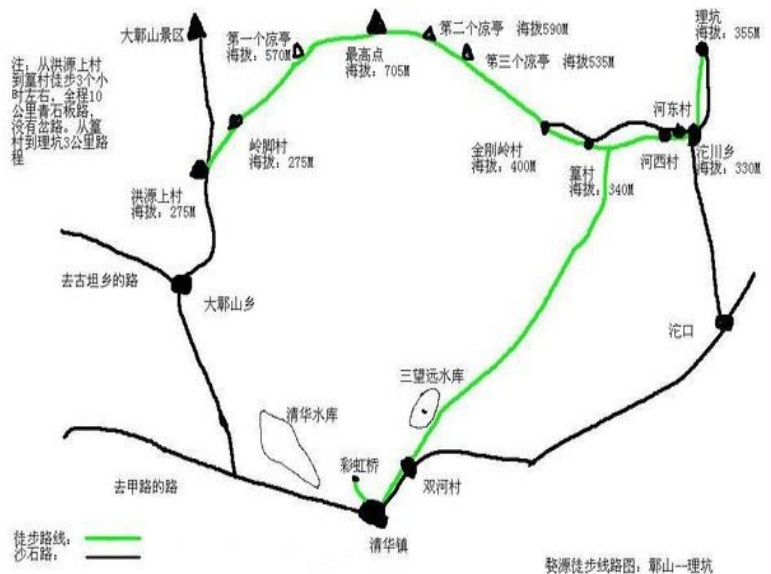 理坑
海拔: 355M
大鄣山景区
第一个凉亭
海拔: 570M
最高点
海拔: 705M
第二个凉亭 海拔590M
第三个凉亭 海拔535M
注: 从洪源上村
到篁村徒步3个小
时左右, 全程10
公里青石板路,
没有岔路。从篁
村到理坑3公里路
程
岭脚村
海拔: 275M
洪源上村
海拔: 275M
金刚岭村
海拔: 400M
篁村
海拔: 340M
河东村
河西村
沱川乡
海拔: 330M
去古坦乡的路
大鄣山乡
沱口
三望远水库
清华水库
彩虹桥
双河村
去甲路的路
清华镇
徒步路线:
沙石路:
婺源徒步线路图: 鄣山--理坑